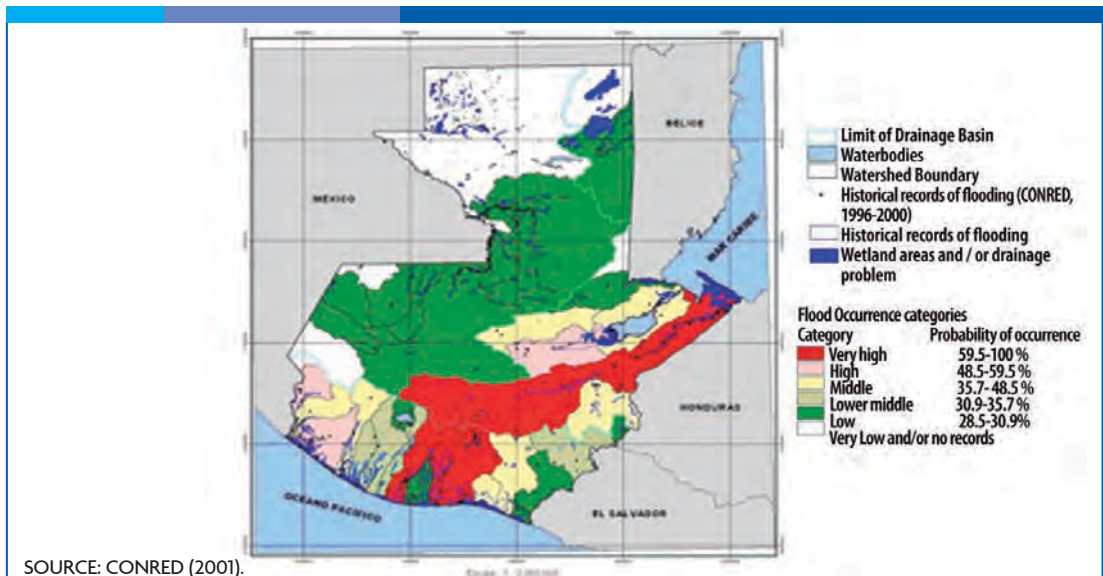 BELICE
MÉXICO
MAR CARIBE
HONDURAS
OCEANO PACIFICO
EL SALVADOR
Limit of Drainage Basin
Waterbodies
Watershed Boundary
Historical records of flooding (CONRED,
1996-2000)
Historical records of flooding
Wetland areas and / or drainage
problem
Flood Occurrence categories
Category Probability of occurrence
Very high 59.5-100 %
High 48.5-59.5 %
Middle 35.7- 48.5 %
Lower middle 30.9-35.7 %
Low 28.5-30.9%
Very Low and/or no records
SOURCE: CONRED (2001).